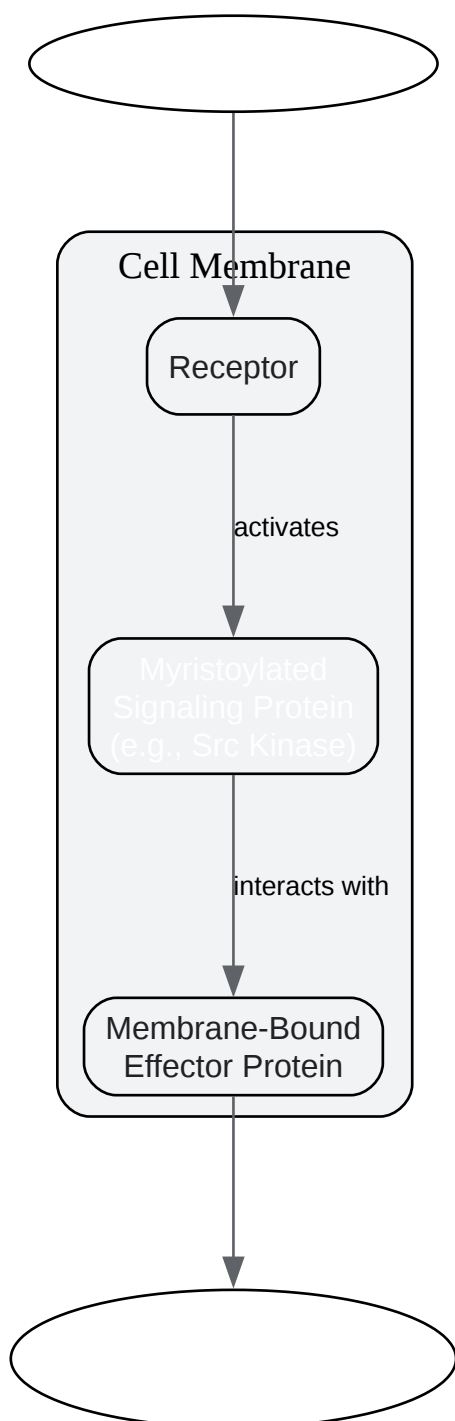 Cell Membrane
Receptor
activates
Myristoylated
Signaling Protein
(e.g., Src Kinase)
interacts with
Membrane-Bound
Effector Protein